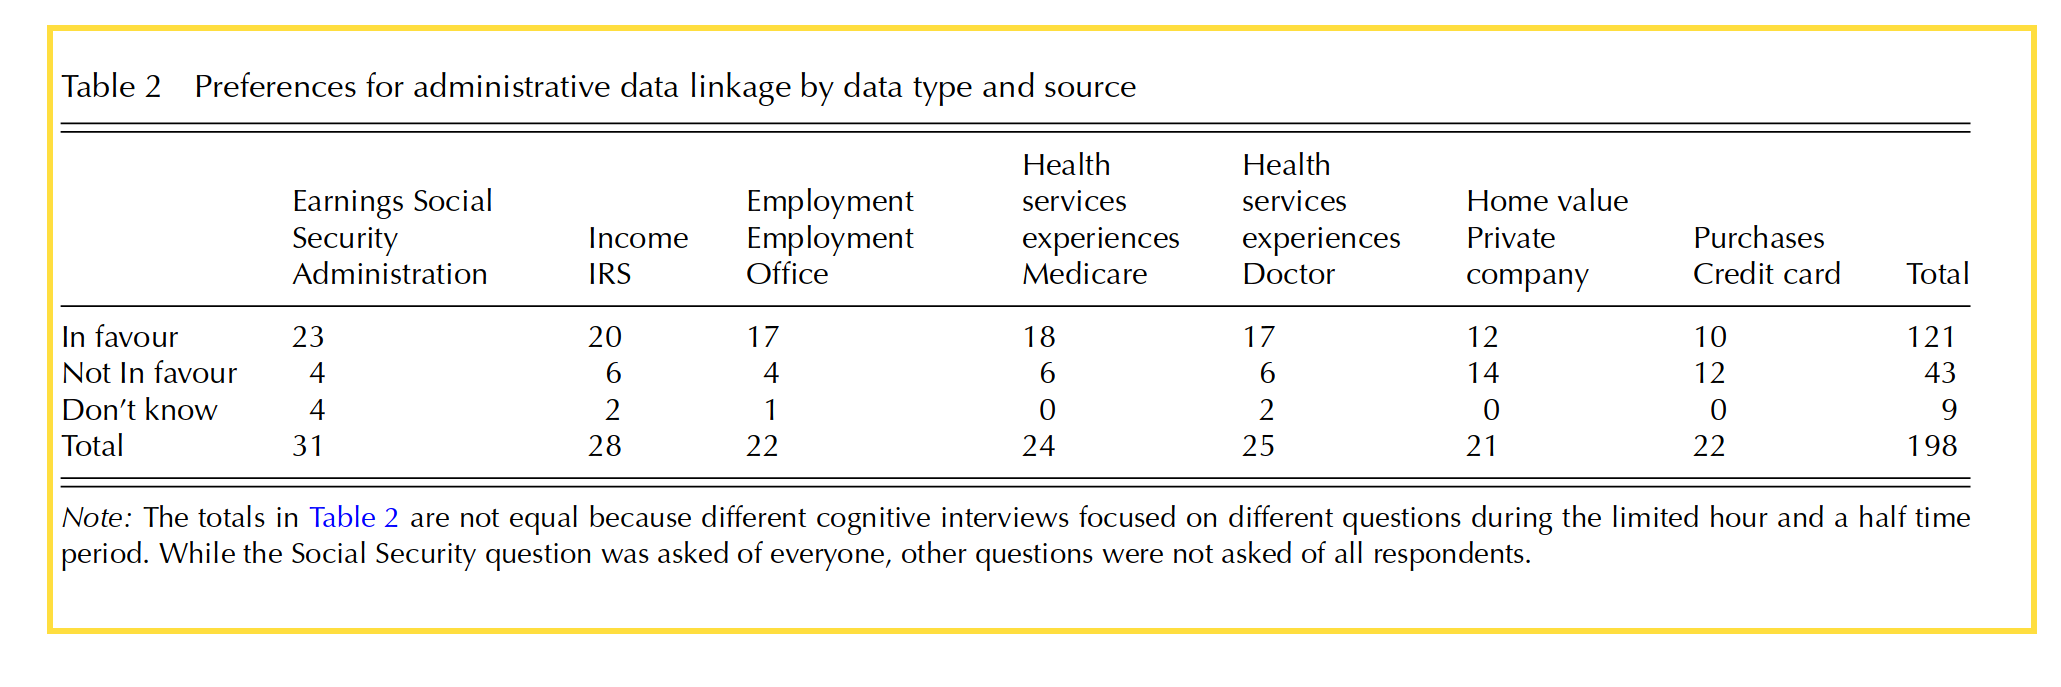 Table 2 Preferences for administrative data linkage by data type and source
Earnings Social Security Administration Income IRS Employment Employment Office Health services experiences Medicare Health services experiences Doctor Home value Private company Purchases Credit card Total
In favour 23 20 17 18 17 12 10 121
Not In favour 4 6 4 6 6 14 12 43
Don't know 4 2 1 0 2 0 0 9
Total 31 28 22 24 25 21 22 198
Note: The totals in Table 2 are not equal because different cognitive interviews focused on different questions during the limited hour and a half time
period. While the Social Security question was asked of everyone, other questions were not asked of all respondents.